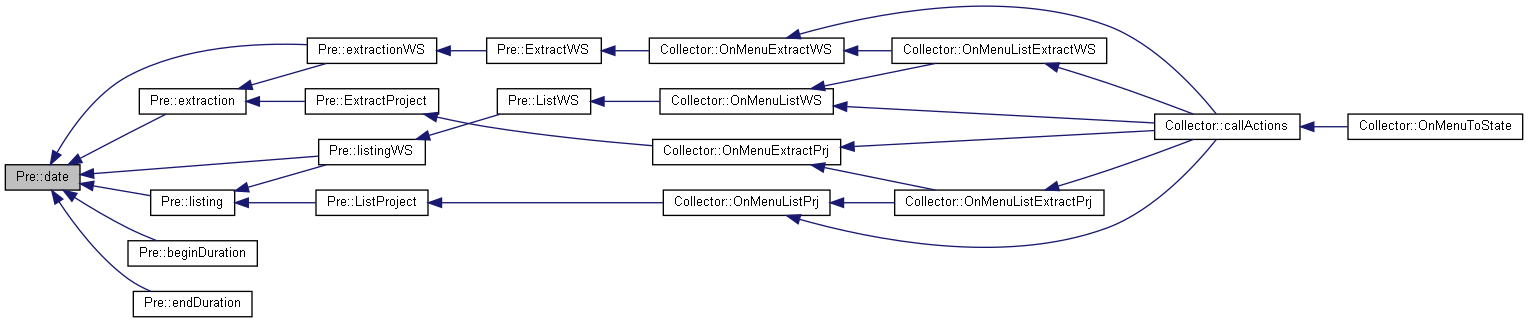 Pre::extractionWS
Pre::ExtractWS
Collector::OnMenuExtractWS
Collector::OnMenuListExtractWS
Pre::extraction
Pre::ExtractProject
Pre::ListWS
Collector::OnMenuListWS
Collector::callActions
Collector::OnMenuToState
Pre::listingWS
Collector::OnMenuExtractPrj
Pre::date
Pre::listing
Pre::ListProject
Collector::OnMenuListPrj
Collector::OnMenuListExtractPrj
Pre::beginDuration
Pre::endDuration